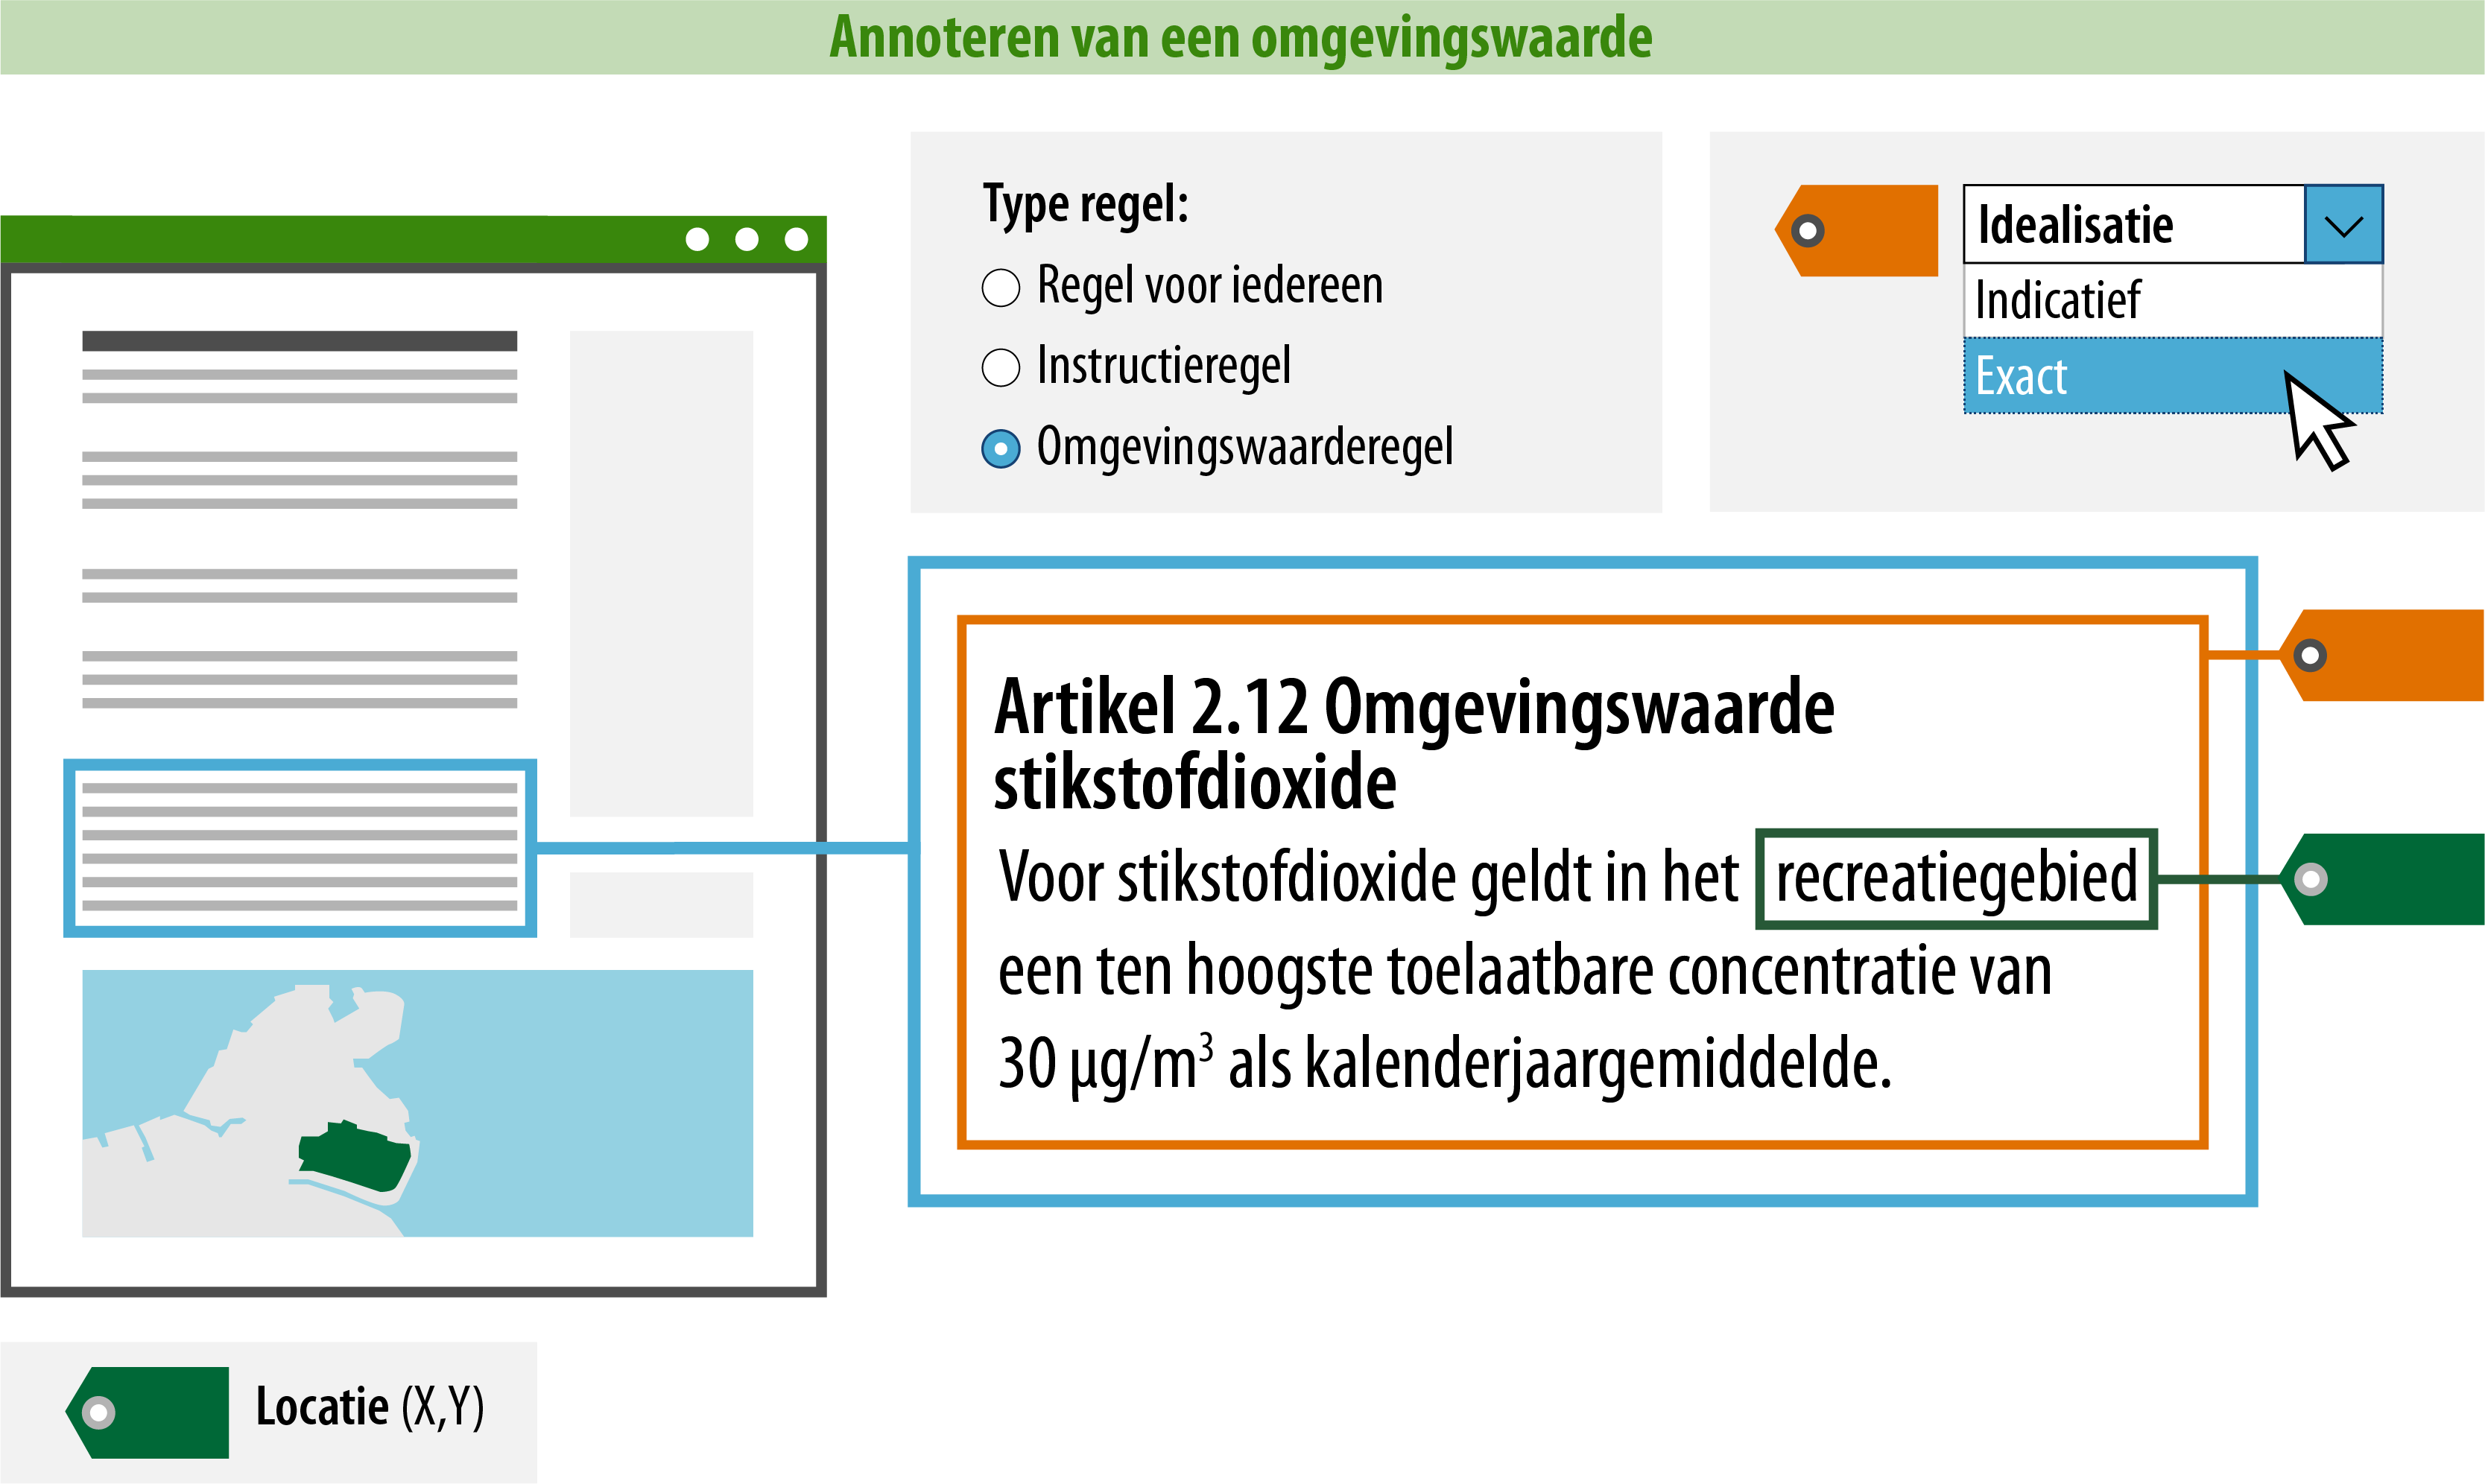 Annoteren van een omgevingswaarde
Type regel:
Regel voor iedereen
Instructieregel
Omgevingswaarderegel
Idealisatie
Indicatief
Exact
Artikel 2.12 Omgevingswaarde
stikstofdioxide
Voor stikstofdioxide geldt in het recreatiegebied
een ten hoogste toelaatbare concentratie van
30 µg/m³ als kalenderjaargemiddelde.
Locatie (X,Y)